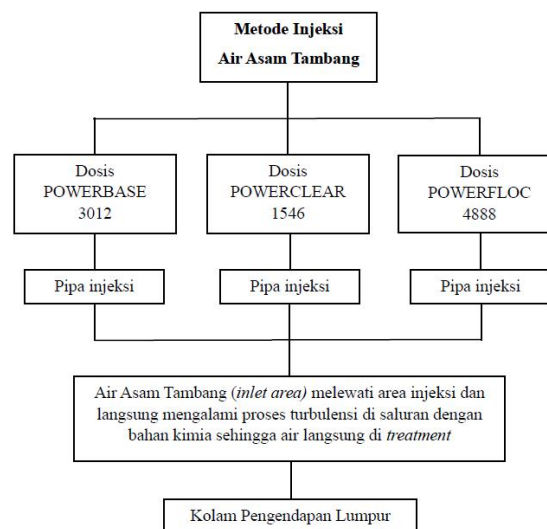 Metode Injeksi
Air Asam Tambang
Dosis
POWERBASE
3012
Dosis
POWERCLEAR
1546
Dosis
POWERFLOC
4888
Pipa injeksi
Pipa injeksi
Pipa injeksi
Air Asam Tambang (inlet area) melewati area injeksi dan
langsung mengalami proses turbulensi di saluran dengan
bahan kimia sehingga air langsung di treatment
Kolam Pengendapan Lumpur